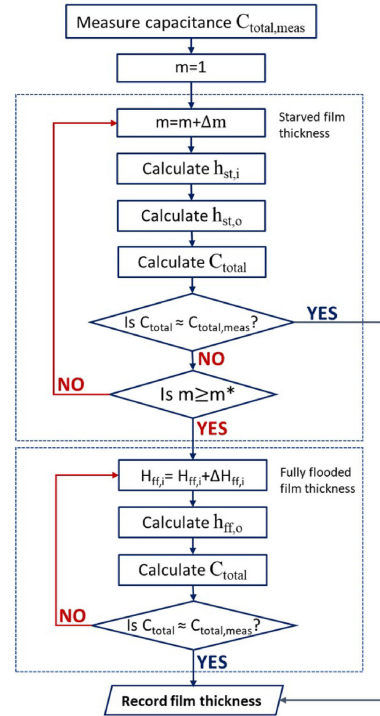 Measure capacitance C_total,meas
m=1
m=m+Δm
Starved film
thickness
Calculate h_st,i
Calculate h_st,o
Calculate C_total
Is C_total ≈ C_total,meas?
YES
NO
NO
Is m≥m*
YES
H_ff,i= H_ff,i+ΔH_ff,i
Fully flooded
film thickness
Calculate h_ff,o
Calculate C_total
NO
Is C_total ≈ C_total,meas?
YES
Record film thickness